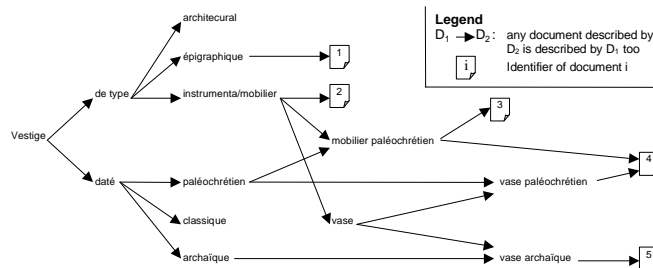 Legend
D1 → D2 : any document described by
D2 is described by D1 too
i Identifier of document i
architecural
épigraphique
1
de type
instrumenta/mobilier
2
3
Vestige
mobilier paléochrétien
4
daté
paléochrétien
vase paléochrétien
classique
vase
archaïque
vase archaïque
5